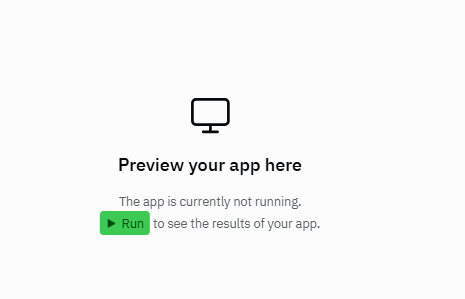 Preview your app here
The app is currently not running.
Run to see the results of your app.